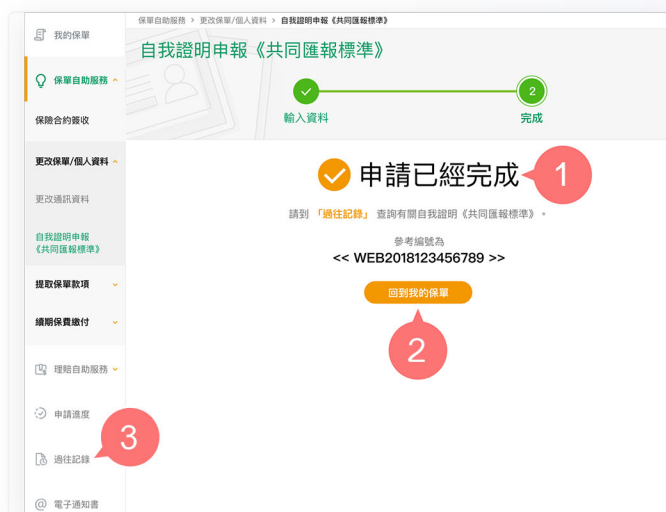 保單自助服務 > 更改保單/個人資料 > 自我證明申報《共同匯報標準》
我的保單
自我證明申報《共同匯報標準》
保單自助服務
2
輸入資料
完成
保險合約簽收
更改保單/個人資料
申請已經完成
1
更改通訊資料
請到「過往記錄」查詢有關自我證明《共同匯報標準》。
自我證明申報
《共同匯報標準》
參考編號為
<< WEB2018123456789 >>
提取保單款項
回到我的保單
續期保費繳付
2
理賠自助服務
申請進度
3
過往記錄
@ 電子通知書